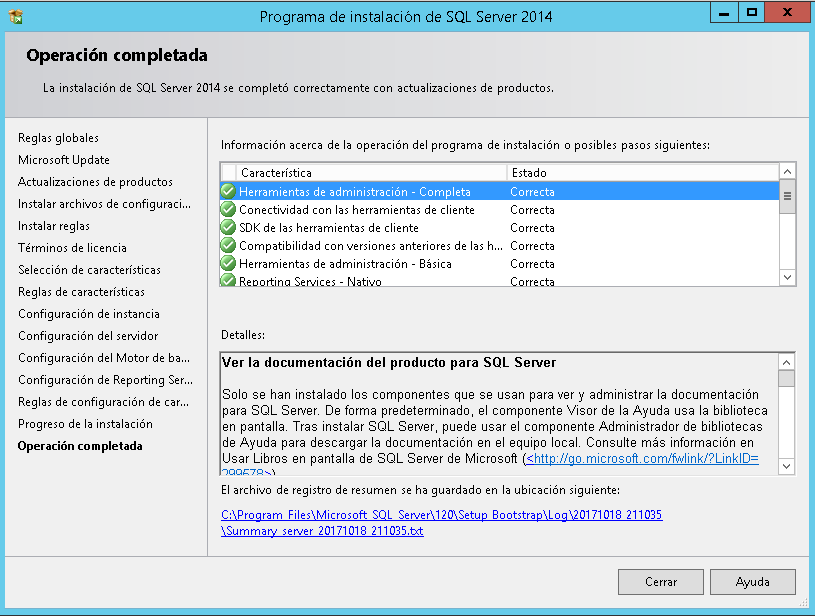 Programa de instalación de SQL Server 2014
Operación completada
La instalación de SQL Server 2014 se completó correctamente con actualizaciones de productos.
Reglas globales
Microsoft Update
Actualizaciones de productos
Instalar archivos de configuraci...
Instalar reglas
Términos de licencia
Selección de características
Reglas de características
Configuración de instancia
Configuración del servidor
Configuración del Motor de ba...
Configuración de Reporting Ser...
Reglas de configuración de car...
Progreso de la instalación
Operación completada
Información acerca de la operación del programa de instalación o posibles pasos siguientes:
Característica Estado
Herramientas de administración - Completa Correcta
Conectividad con las herramientas de cliente Correcta
SDK de las herramientas de cliente Correcta
Compatibilidad con versiones anteriores de las h... Correcta
Herramientas de administración - Básica Correcta
Reporting Services - Nativo Correcta
Detalles:
Ver la documentación del producto para SQL Server
Solo se han instalado los componentes que se usan para ver y administrar la documentación
para SQL Server. De forma predeterminado, el componente Visor de la Ayuda usa la biblioteca
en pantalla. Tras instalar SQL Server, puede usar el componente Administrador de bibliotecas
de Ayuda para descargar la documentación en el equipo local. Consulte más información en
Usar Libros en pantalla de SQL Server de Microsoft (<http://go.microsoft.com/fwlink/?LinkID=
299578>)
El archivo de registro de resumen se ha guardado en la ubicación siguiente:
C:\Program Files\Microsoft SQL Server\120\Setup Bootstrap\Log\20171018_211035
\Summary_server_20171018_211035.txt
Cerrar
Ayuda